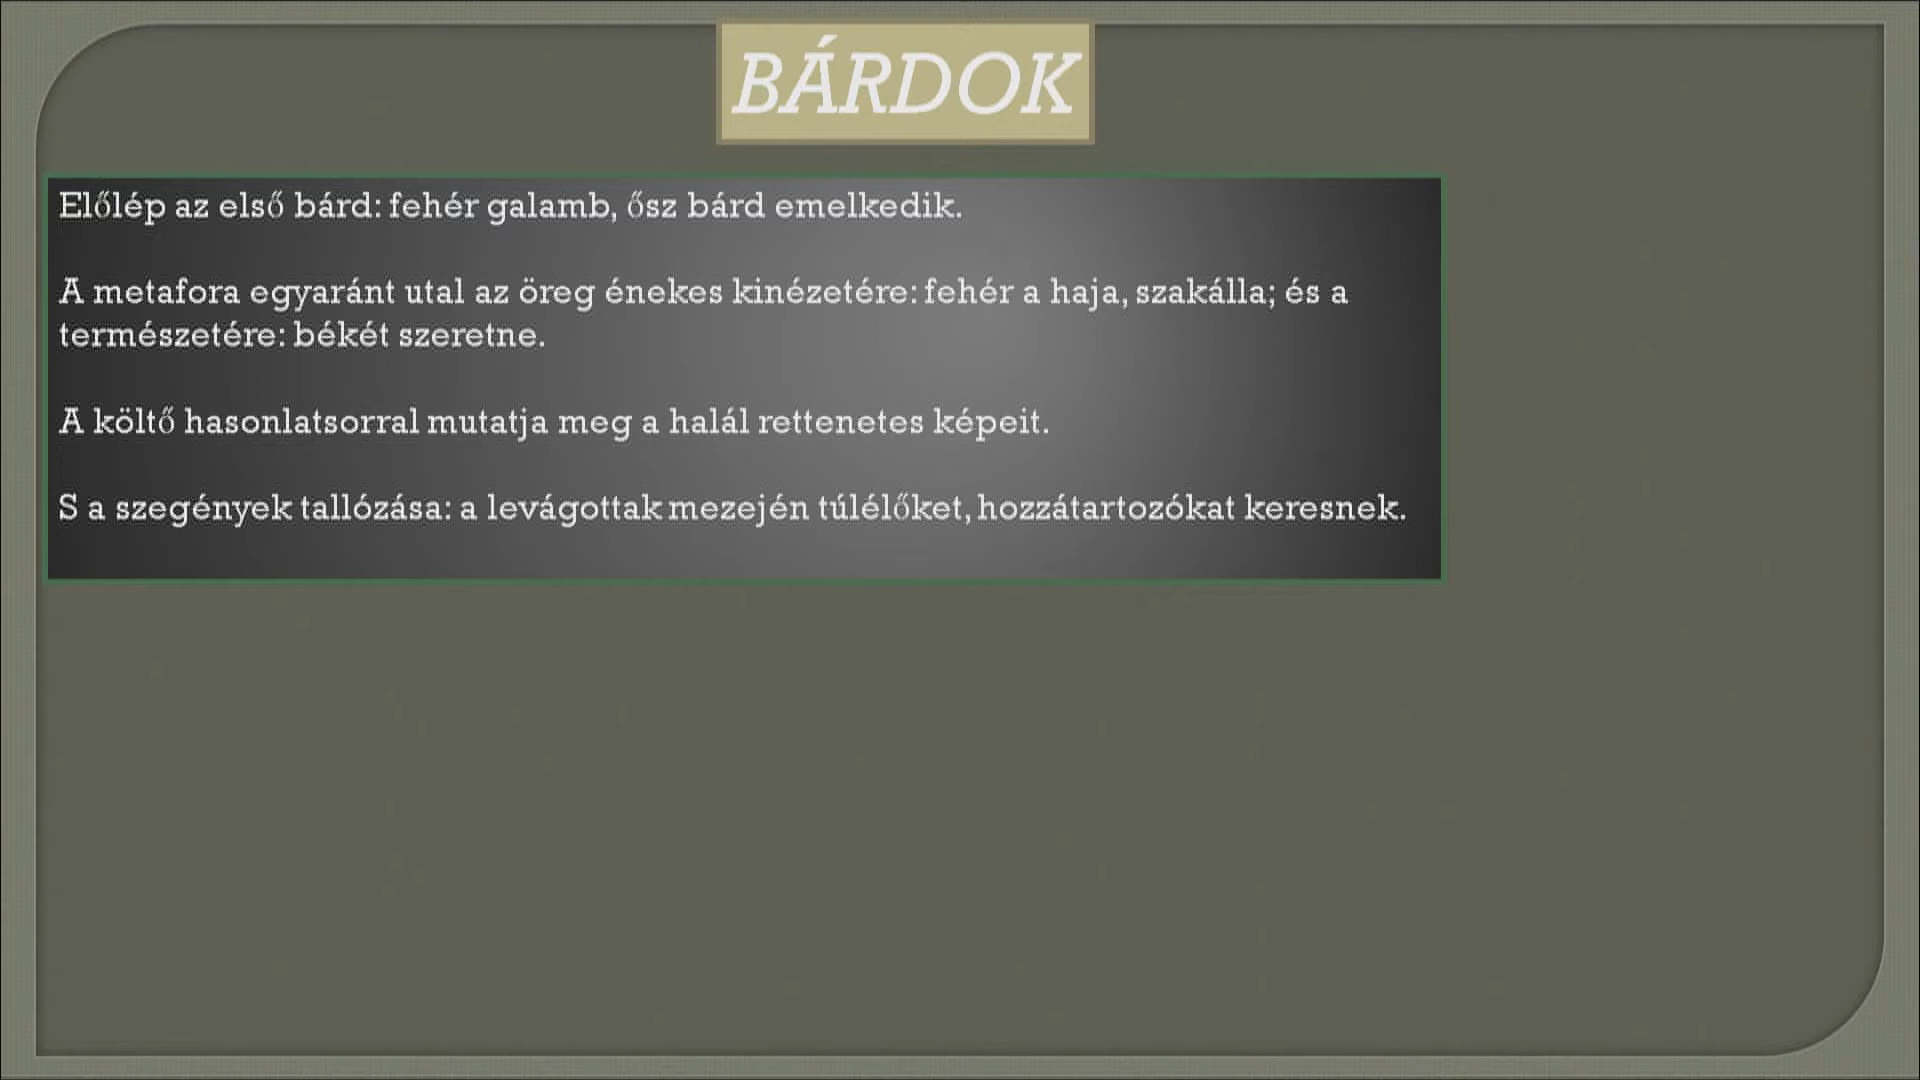 BÁRDOK
Előlép az első bárd: fehér galamb, ősz bárd emelkedik.
A metafora egyaránt utal az öreg énekes kinézetére: fehér a haja, szakálla; és a
természetére: békét szeretne.
A költő hasonlatsorral mutatja meg a halál rettenetes képeit.
S a szegények tallózása: a levágottak mezején túlélőket, hozzátartozókat keresnek.